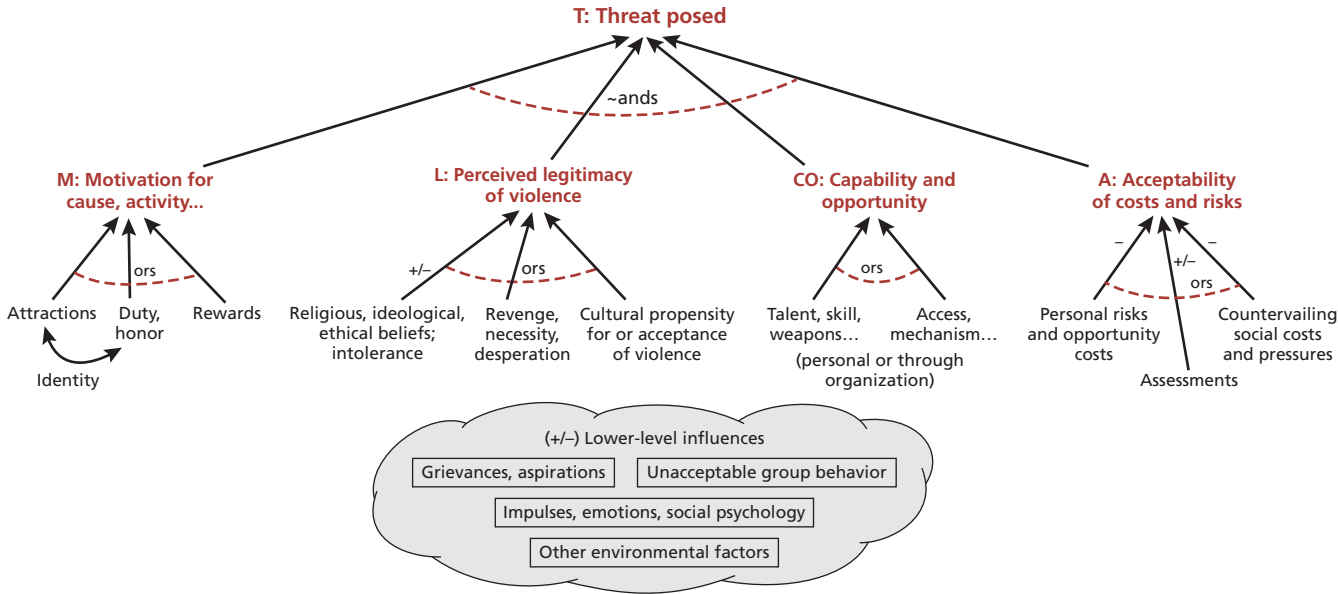 T: Threat posed
~ands
M: Motivation for
cause, activity...
L: Perceived legitimacy
of violence
CO: Capability and
opportunity
A: Acceptability
of costs and risks
ors
+/–
ors
ors
–
+/–
–
ors
Attractions
Duty,
honor
Rewards
Identity
Religious, ideological,
ethical beliefs;
intolerance
Revenge,
necessity,
desperation
Cultural propensity
for or acceptance
of violence
Talent, skill,
weapons…
Access,
mechanism…
(personal or through
organization)
Personal risks
and opportunity
costs
Assessments
Countervailing
social costs
and pressures
(+/–) Lower-level influences
Grievances, aspirations
Unacceptable group behavior
Impulses, emotions, social psychology
Other environmental factors